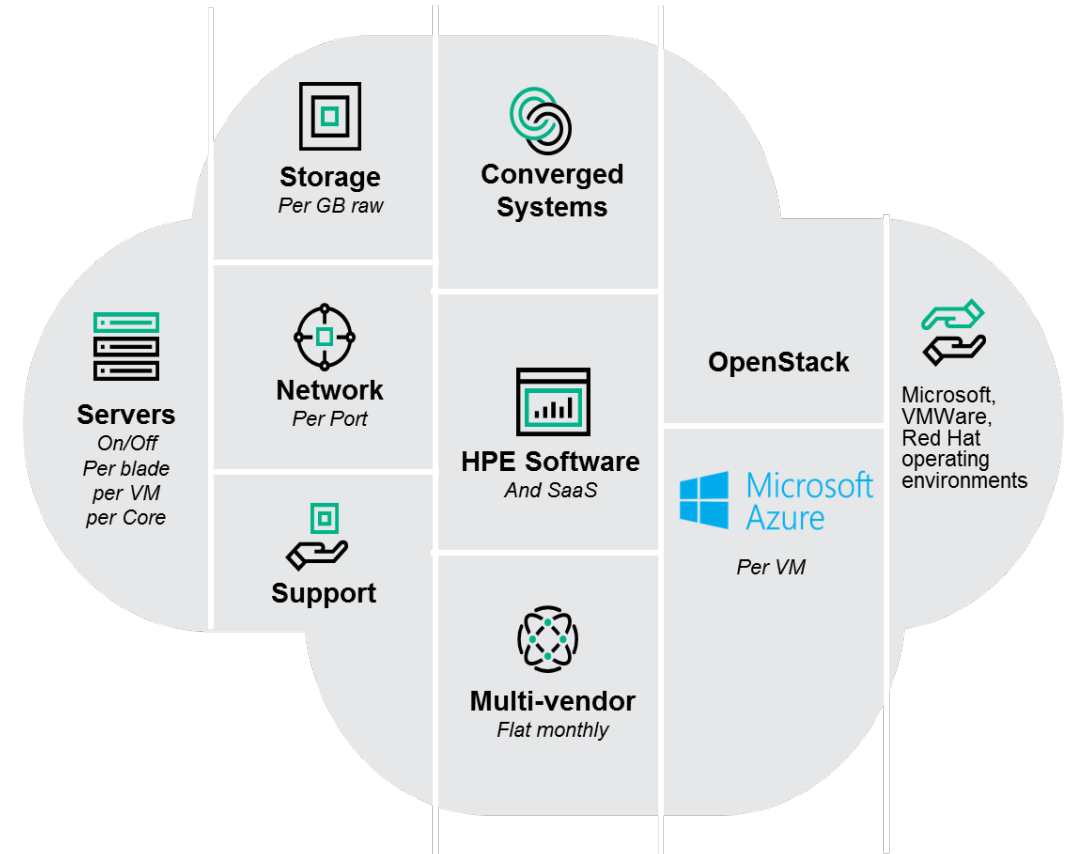 Servers
On/Off
Per blade
per VM
per Core
Storage
Per GB raw
Network
Per Port
Support
Converged
Systems
HPE Software
And SaaS
Multi-vendor
Flat monthly
OpenStack
Microsoft
Azure
Per VM
Microsoft,
VMWare,
Red Hat
operating
environments